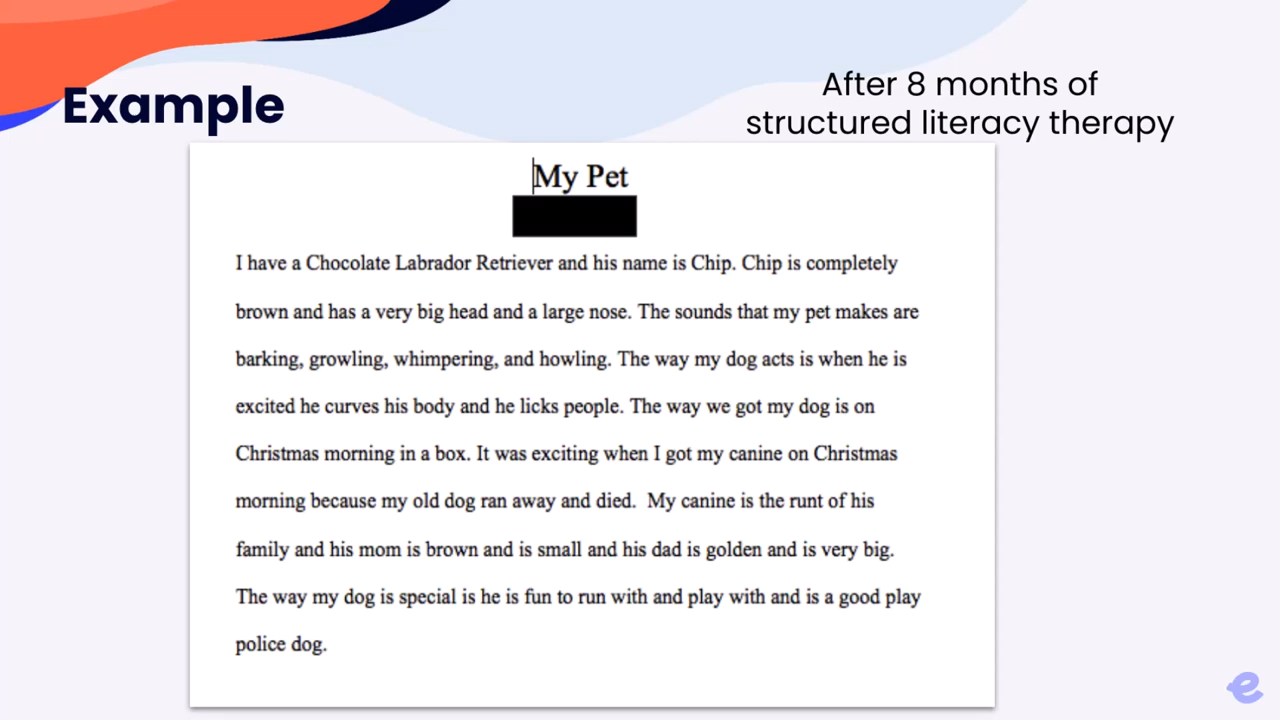 Example
After 8 months of
structured literacy therapy
My Pet
I have a Chocolate Labrador Retriever and his name is Chip. Chip is completely
brown and has a very big head and a large nose. The sounds that my pet makes are
barking, growling, whimpering, and howling. The way my dog acts is when he is
excited he curves his body and he licks people. The way we got my dog is on
Christmas morning in a box. It was exciting when I got my canine on Christmas
morning because my old dog ran away and died.  My canine is the runt of his
family and his mom is brown and is small and his dad is golden and is very big.
The way my dog is special is he is fun to run with and play with and is a good play
police dog.
e